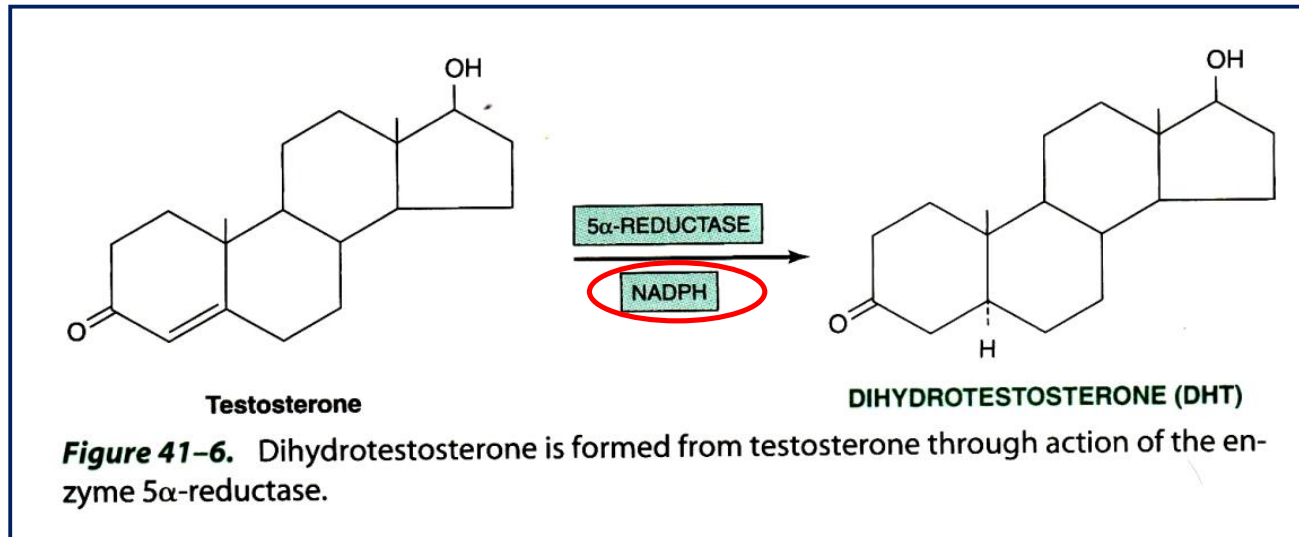 OH
OH
5α-REDUCTASE
NADPH
O
O
H
Testosterone
DIHYDROTESTOSTERONE (DHT)
Figure 41–6. Dihydrotestosterone is formed from testosterone through action of the en-
zyme 5α-reductase.